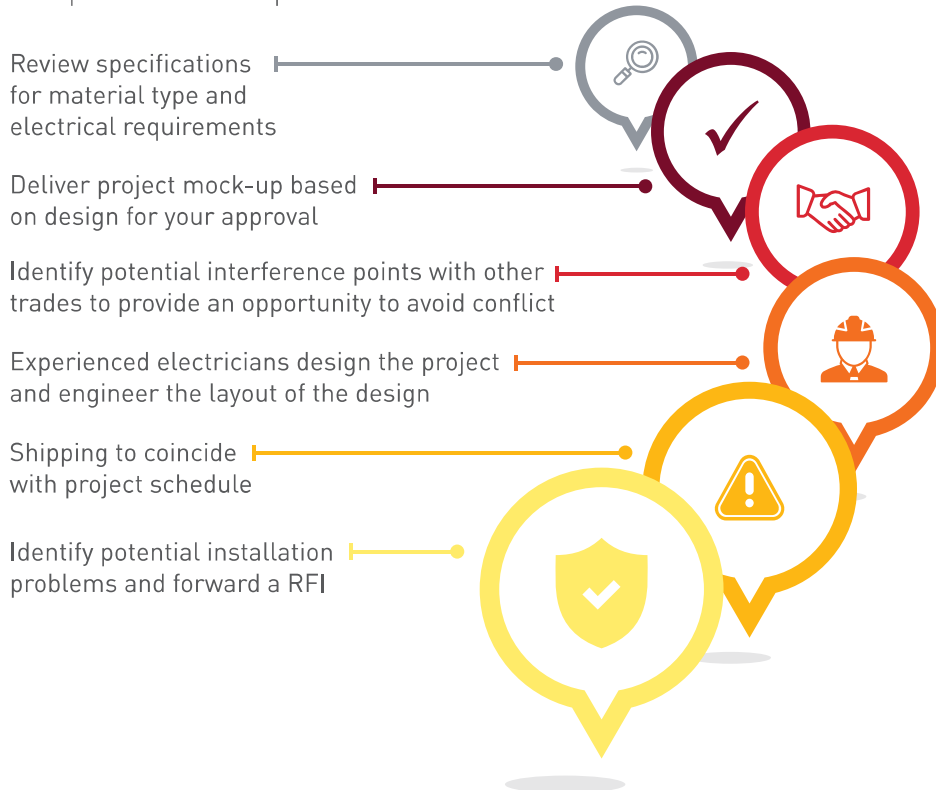 Review specifications
for material type and
electrical requirements
Deliver project mock-up based
on design for your approval
Identify potential interference points with other
trades to provide an opportunity to avoid conflict
Experienced electricians design the project
and engineer the layout of the design
Shipping to coincide
with project schedule
Identify potential installation
problems and forward a RFI